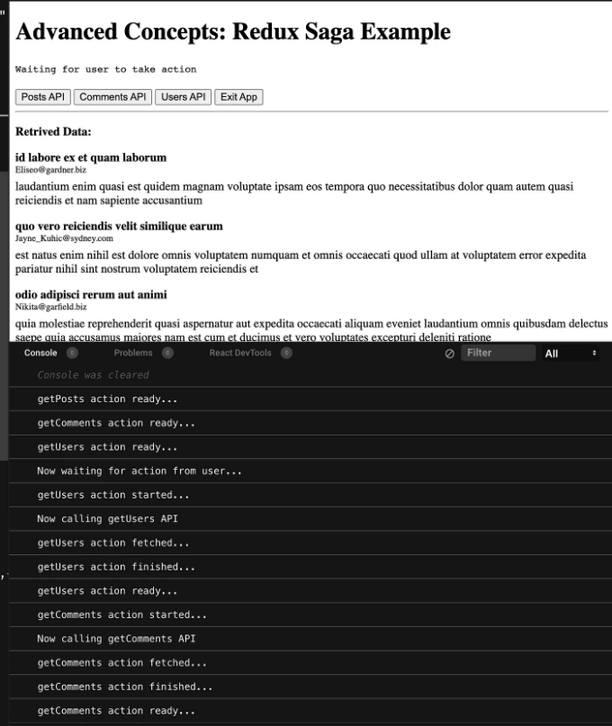 Advanced Concepts: Redux Saga Example
Waiting for user to take action
Posts API Comments API Users API Exit App
Retrived Data:
id labore ex et quam laborum
Eliseo@gardner.biz
laudantium enim quasi est quidem magnam voluptate ipsam eos tempora quo necessitatibus dolor quam autem quasi
reiciendis et nam sapiente accusantium
quo vero reiciendis velit similique earum
Jayne_Kuhic@sydney.com
est natus enim nihil est dolore omnis voluptatem numquam et omnis occaecati quod ullam at voluptatem error expedita
pariatur nihil sint nostrum voluptatem reiciendis et
odio adipisci rerum aut animi
Nikita@garfield.biz
quia molestiae reprehenderit quasi aspernatur aut expedita occaecati aliquam eveniet laudantium omnis quibusdam delectus
saepe quia accusamus maiores nam est cum et ducimus et vero voluptates excepturi deleniti ratione
Console 0 Problems 0 React DevTools 0 Filter All
Console was cleared
getPosts action ready...
getComments action ready...
getUsers action ready...
Now waiting for action from user...
getUsers action started...
Now calling getUsers API
getUsers action fetched...
getUsers action finished...
getUsers action ready...
getComments action started...
Now calling getComments API
getComments action fetched...
getComments action finished...
getComments action ready...